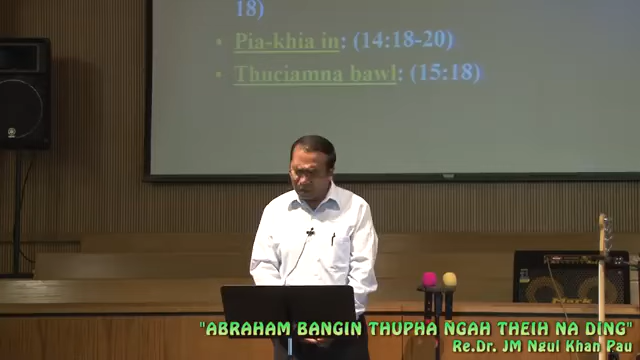 18)
• Pia-khia in: (14:18-20)
• Thuciamna bawl: (15:18)
Mark
"ABRAHAM BANGIN THUPHA NGAH THEIH NA DING"
Re.Dr. JM Ngul Khan Pau